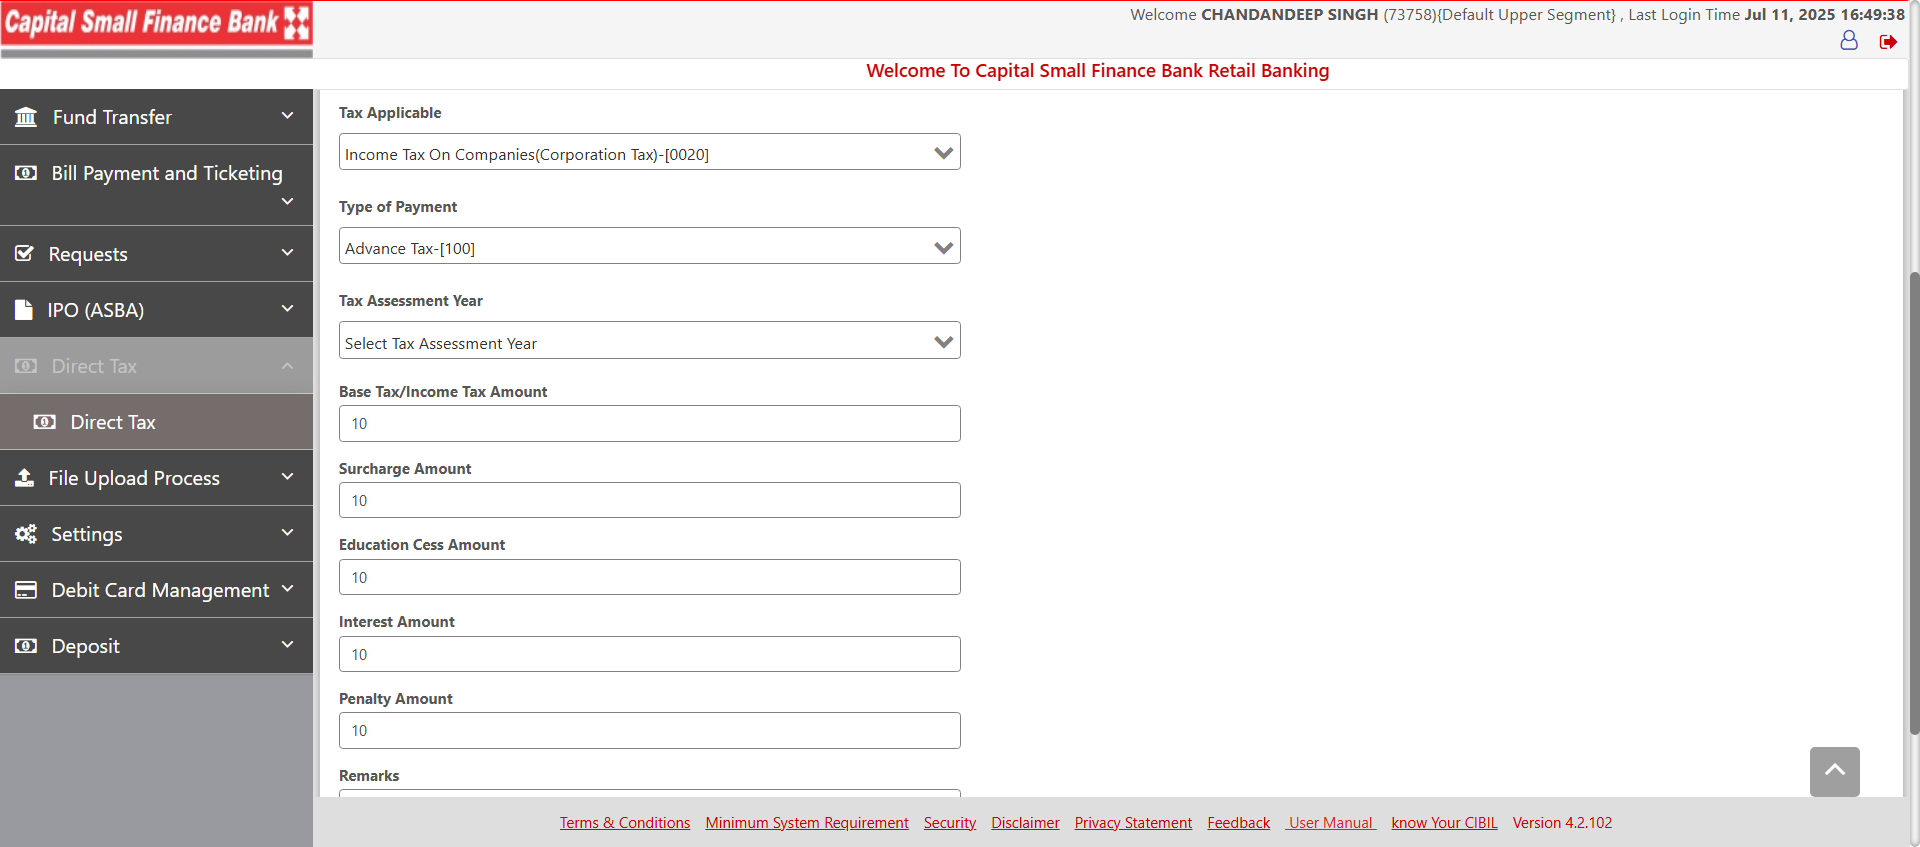 Capital Small Finance Bank
Welcome CHANDANDEEP SINGH (73758){Default Upper Segment} , Last Login Time Jul 11, 2025 16:49:38
Welcome To Capital Small Finance Bank Retail Banking
Fund Transfer
Bill Payment and Ticketing
Requests
IPO (ASBA)
Direct Tax
Direct Tax
File Upload Process
Settings
Debit Card Management
Deposit
Tax Applicable
Income Tax On Companies(Corporation Tax)-[0020]
Type of Payment
Advance Tax-[100]
Tax Assessment Year
Select Tax Assessment Year
Base Tax/Income Tax Amount
10
Surcharge Amount
10
Education Cess Amount
10
Interest Amount
10
Penalty Amount
10
Remarks
Terms & Conditions Minimum System Requirement Security Disclaimer Privacy Statement Feedback User Manual know Your CIBIL Version 4.2.102